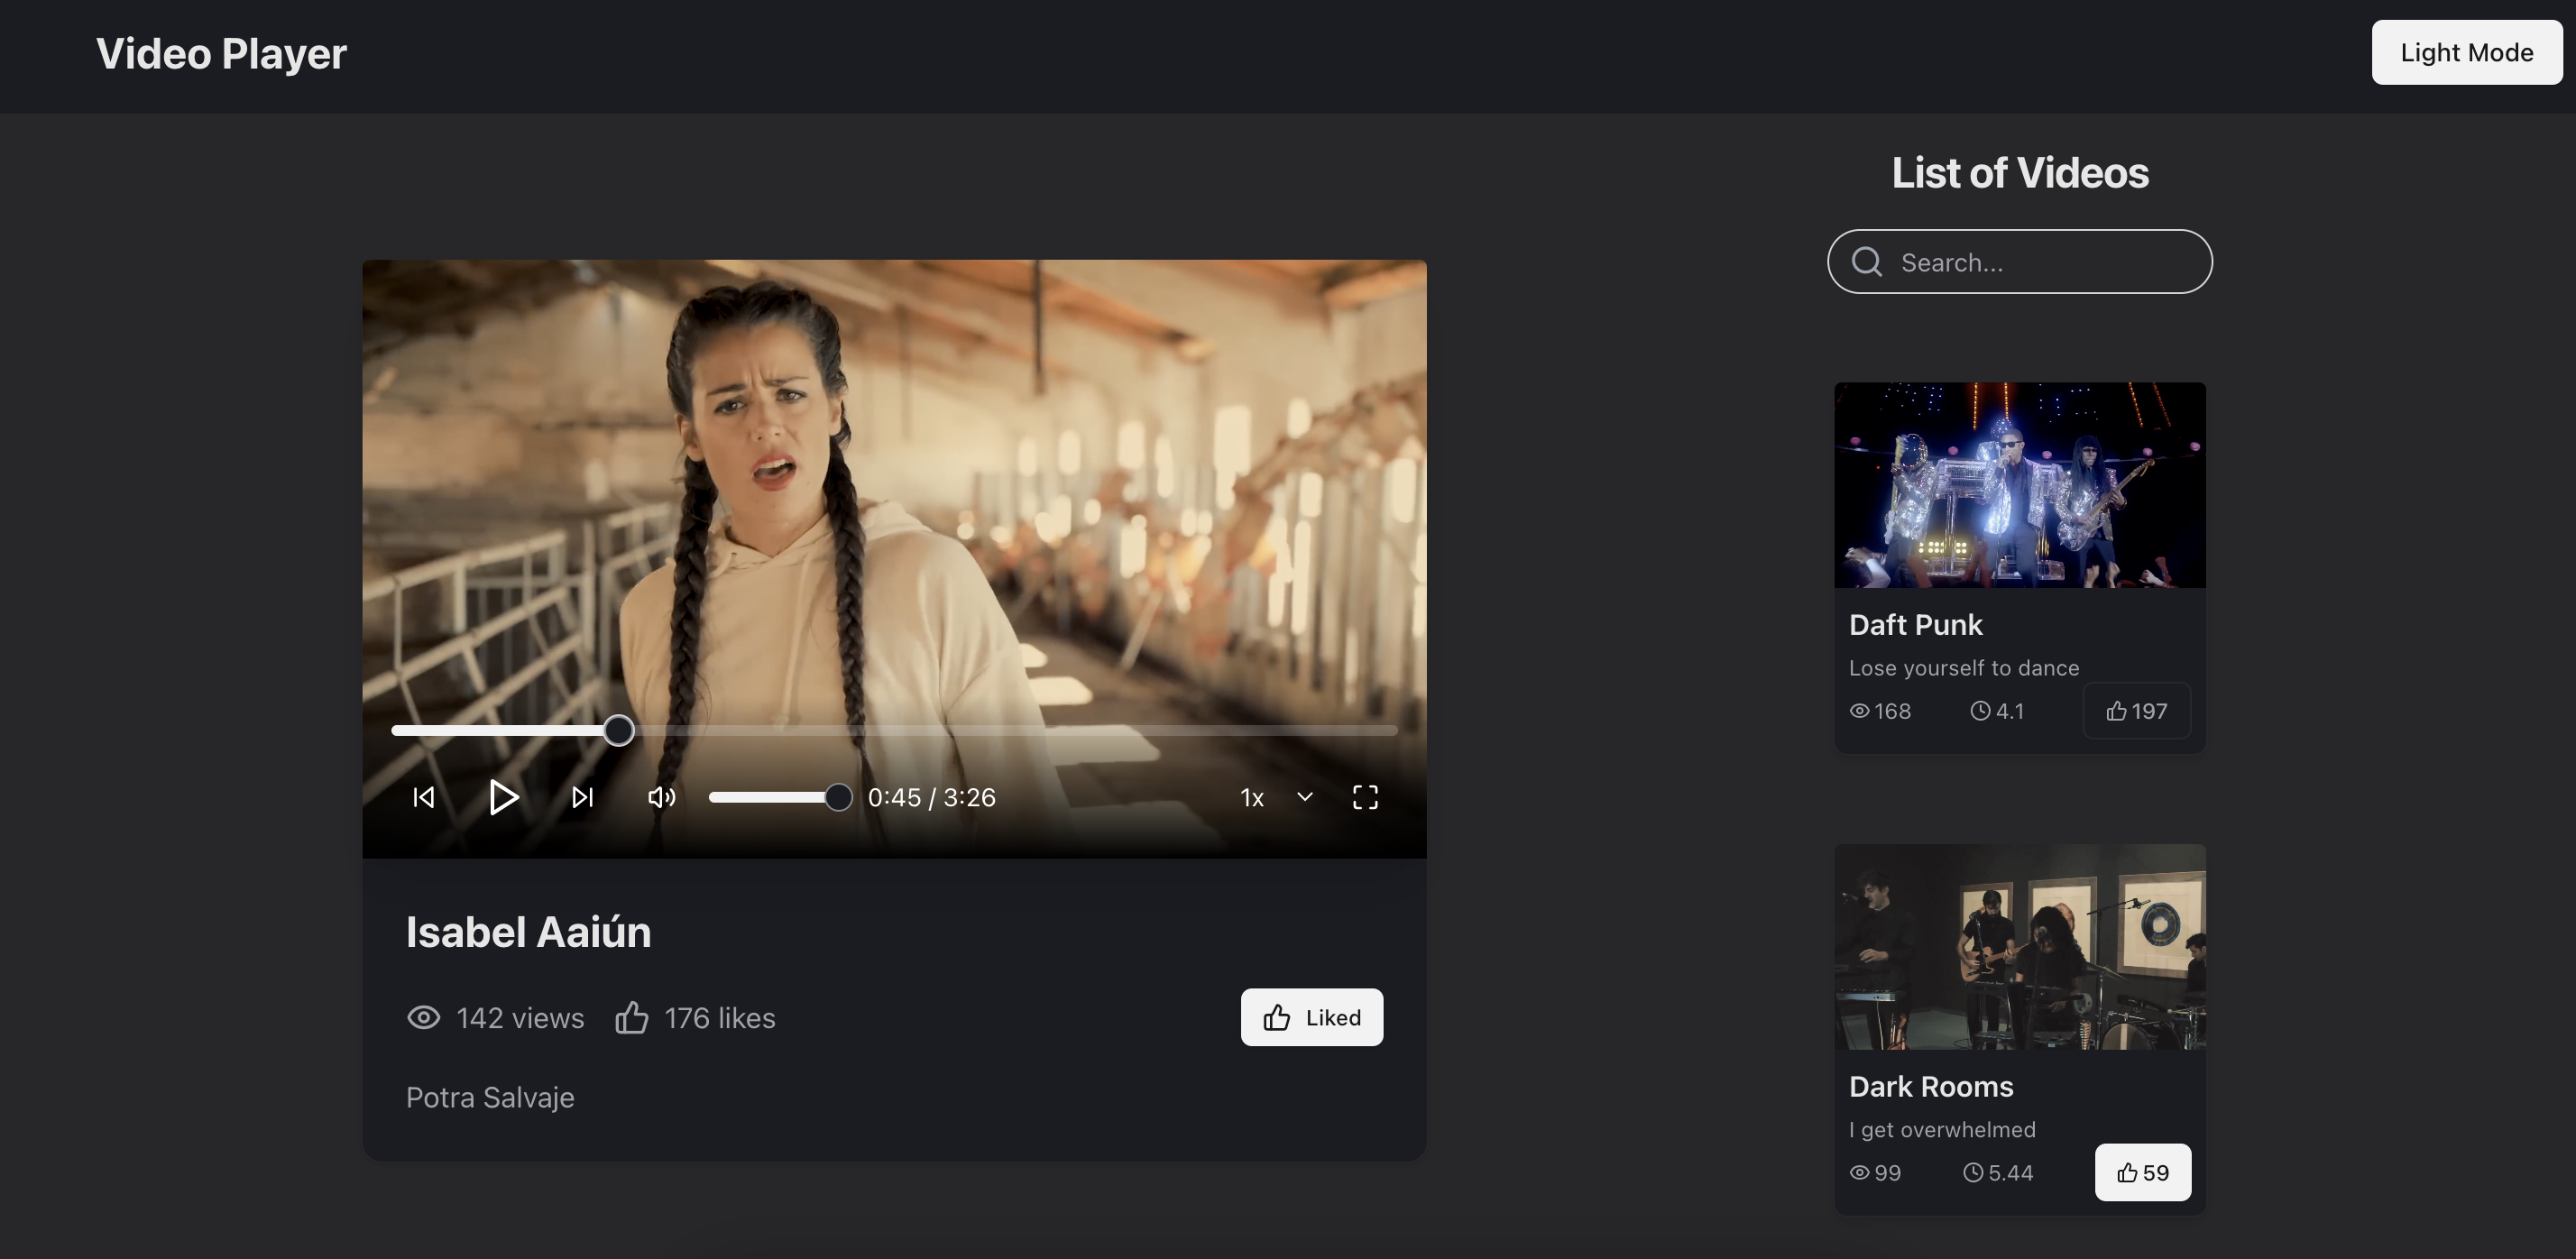 Video Player
Light Mode
0:45 / 3:26
1x
Isabel Aaiún
142 views
176 likes
Liked
Potra Salvaje
List of Videos
Search...
Daft Punk
Lose yourself to dance
168
4.1
197
Dark Rooms
I get overwhelmed
99
5.44
59